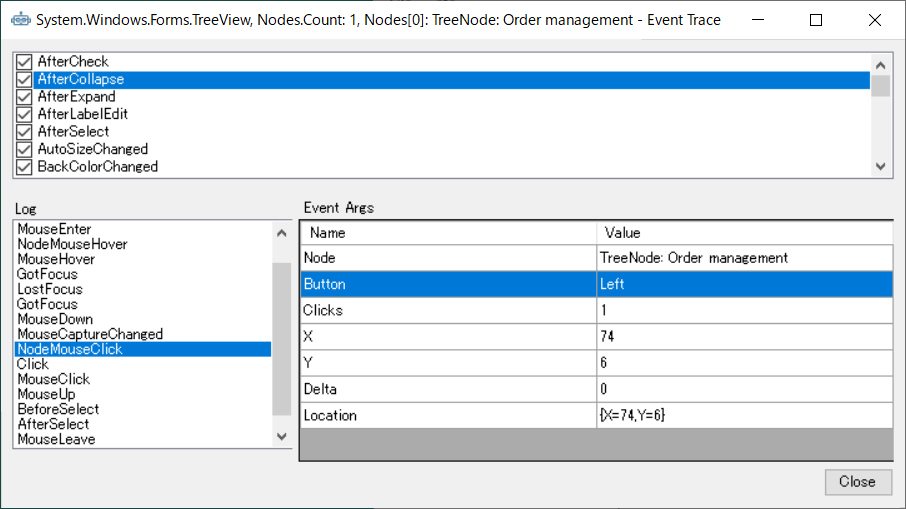 System.Windows.Forms.TreeView, Nodes.Count: 1, Nodes[0]: TreeNode: Order management - Event Trace
AfterCheck
AfterCollapse
AfterExpand
AfterLabelEdit
AfterSelect
AutoSizeChanged
BackColorChanged
Log
MouseEnter
NodeMouseHover
MouseHover
GotFocus
LostFocus
GotFocus
MouseDown
MouseCaptureChanged
NodeMouseClick
Click
MouseClick
MouseUp
BeforeSelect
AfterSelect
MouseLeave
Event Args
Name Value
Node TreeNode: Order management
Button Left
Clicks 1
X 74
Y 6
Delta 0
Location {X=74,Y=6}
Close